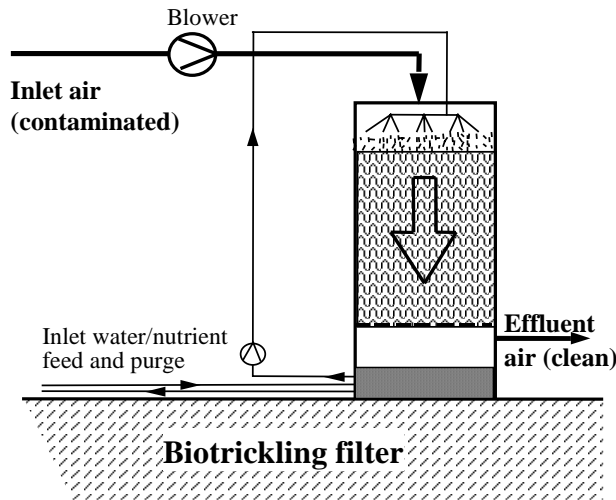 Blower
Inlet air
(contaminated)
Inlet water/nutrient
feed and purge
Effluent
air (clean)
Biotrickling filter